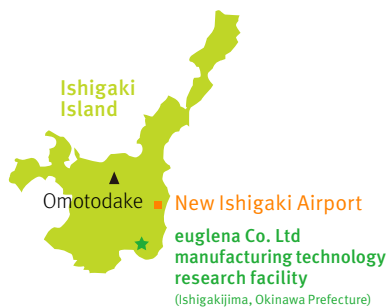 Ishigaki
Island
Omotodake
New Ishigaki Airport
euglena Co. Ltd
manufacturing technology
research facility
(Ishigakijima, Okinawa Prefecture)